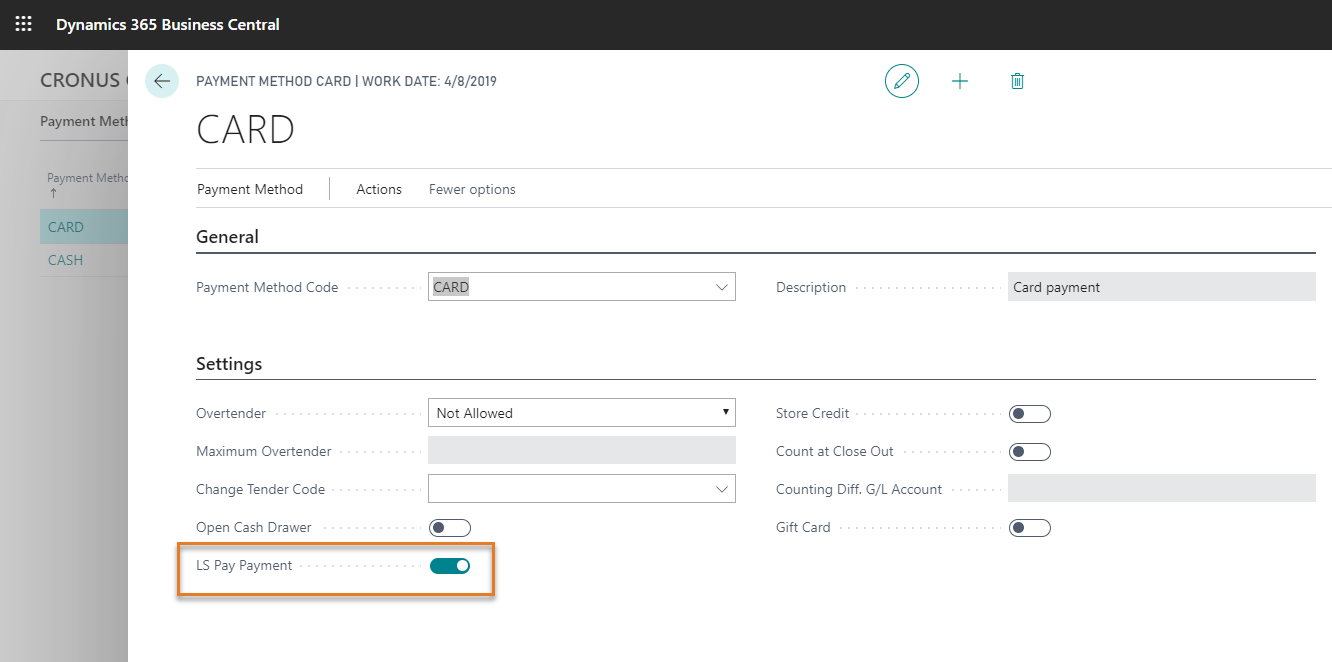 Dynamics 365 Business Central
CRONUS
PAYMENT METHOD CARD | WORK DATE: 4/8/2019
CARD
Payment Meth
Payment Metho
↑
CARD
CASH
Payment Method
Actions
Fewer options
General
Payment Method Code
CARD
Description
Card payment
Settings
Overtender
Not Allowed
Store Credit
Maximum Overtender
Count at Close Out
Change Tender Code
Counting Diff. G/L Account
Open Cash Drawer
Gift Card
LS Pay Payment